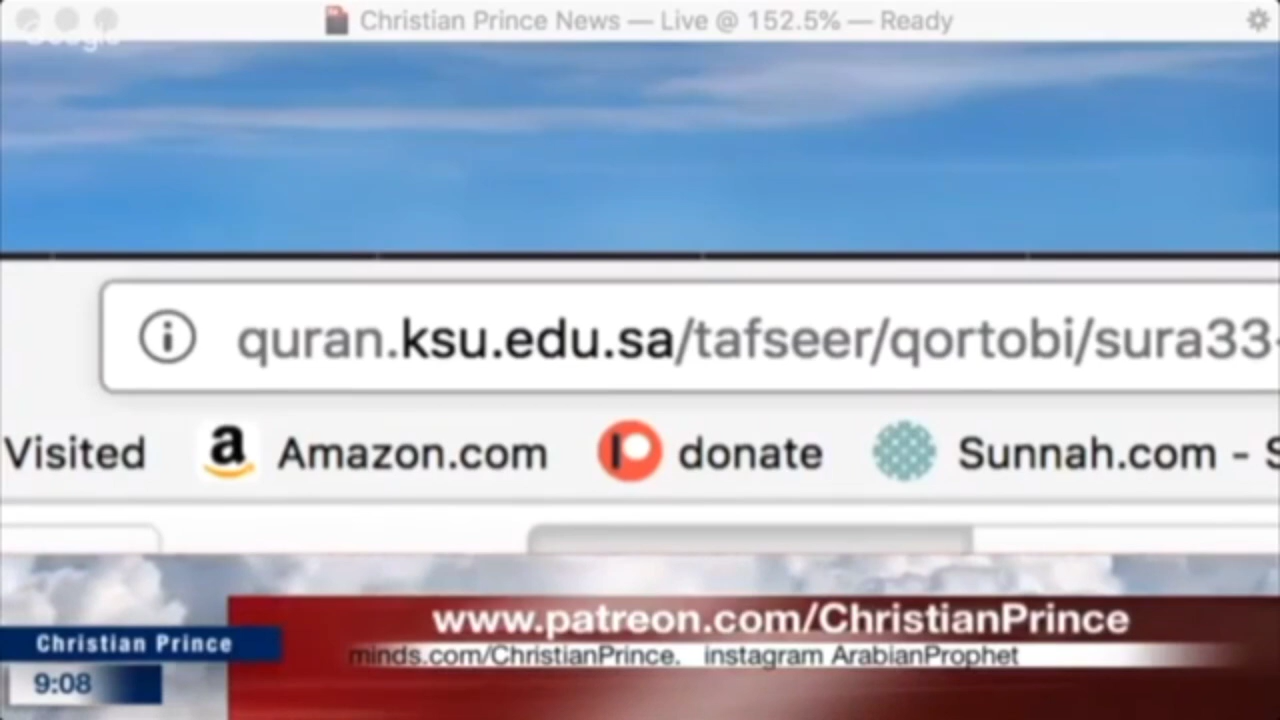 Christian Prince News — Live @ 152.5% — Ready
Google
quran.ksu.edu.sa/tafseer/qortobi/sura33-
Visited
a Amazon.com
donate
Sunnah.com - S
www.patreon.com/ChristianPrince
minds.com/ChristianPrince. instagram ArabianProphet
Christian Prince
9:08